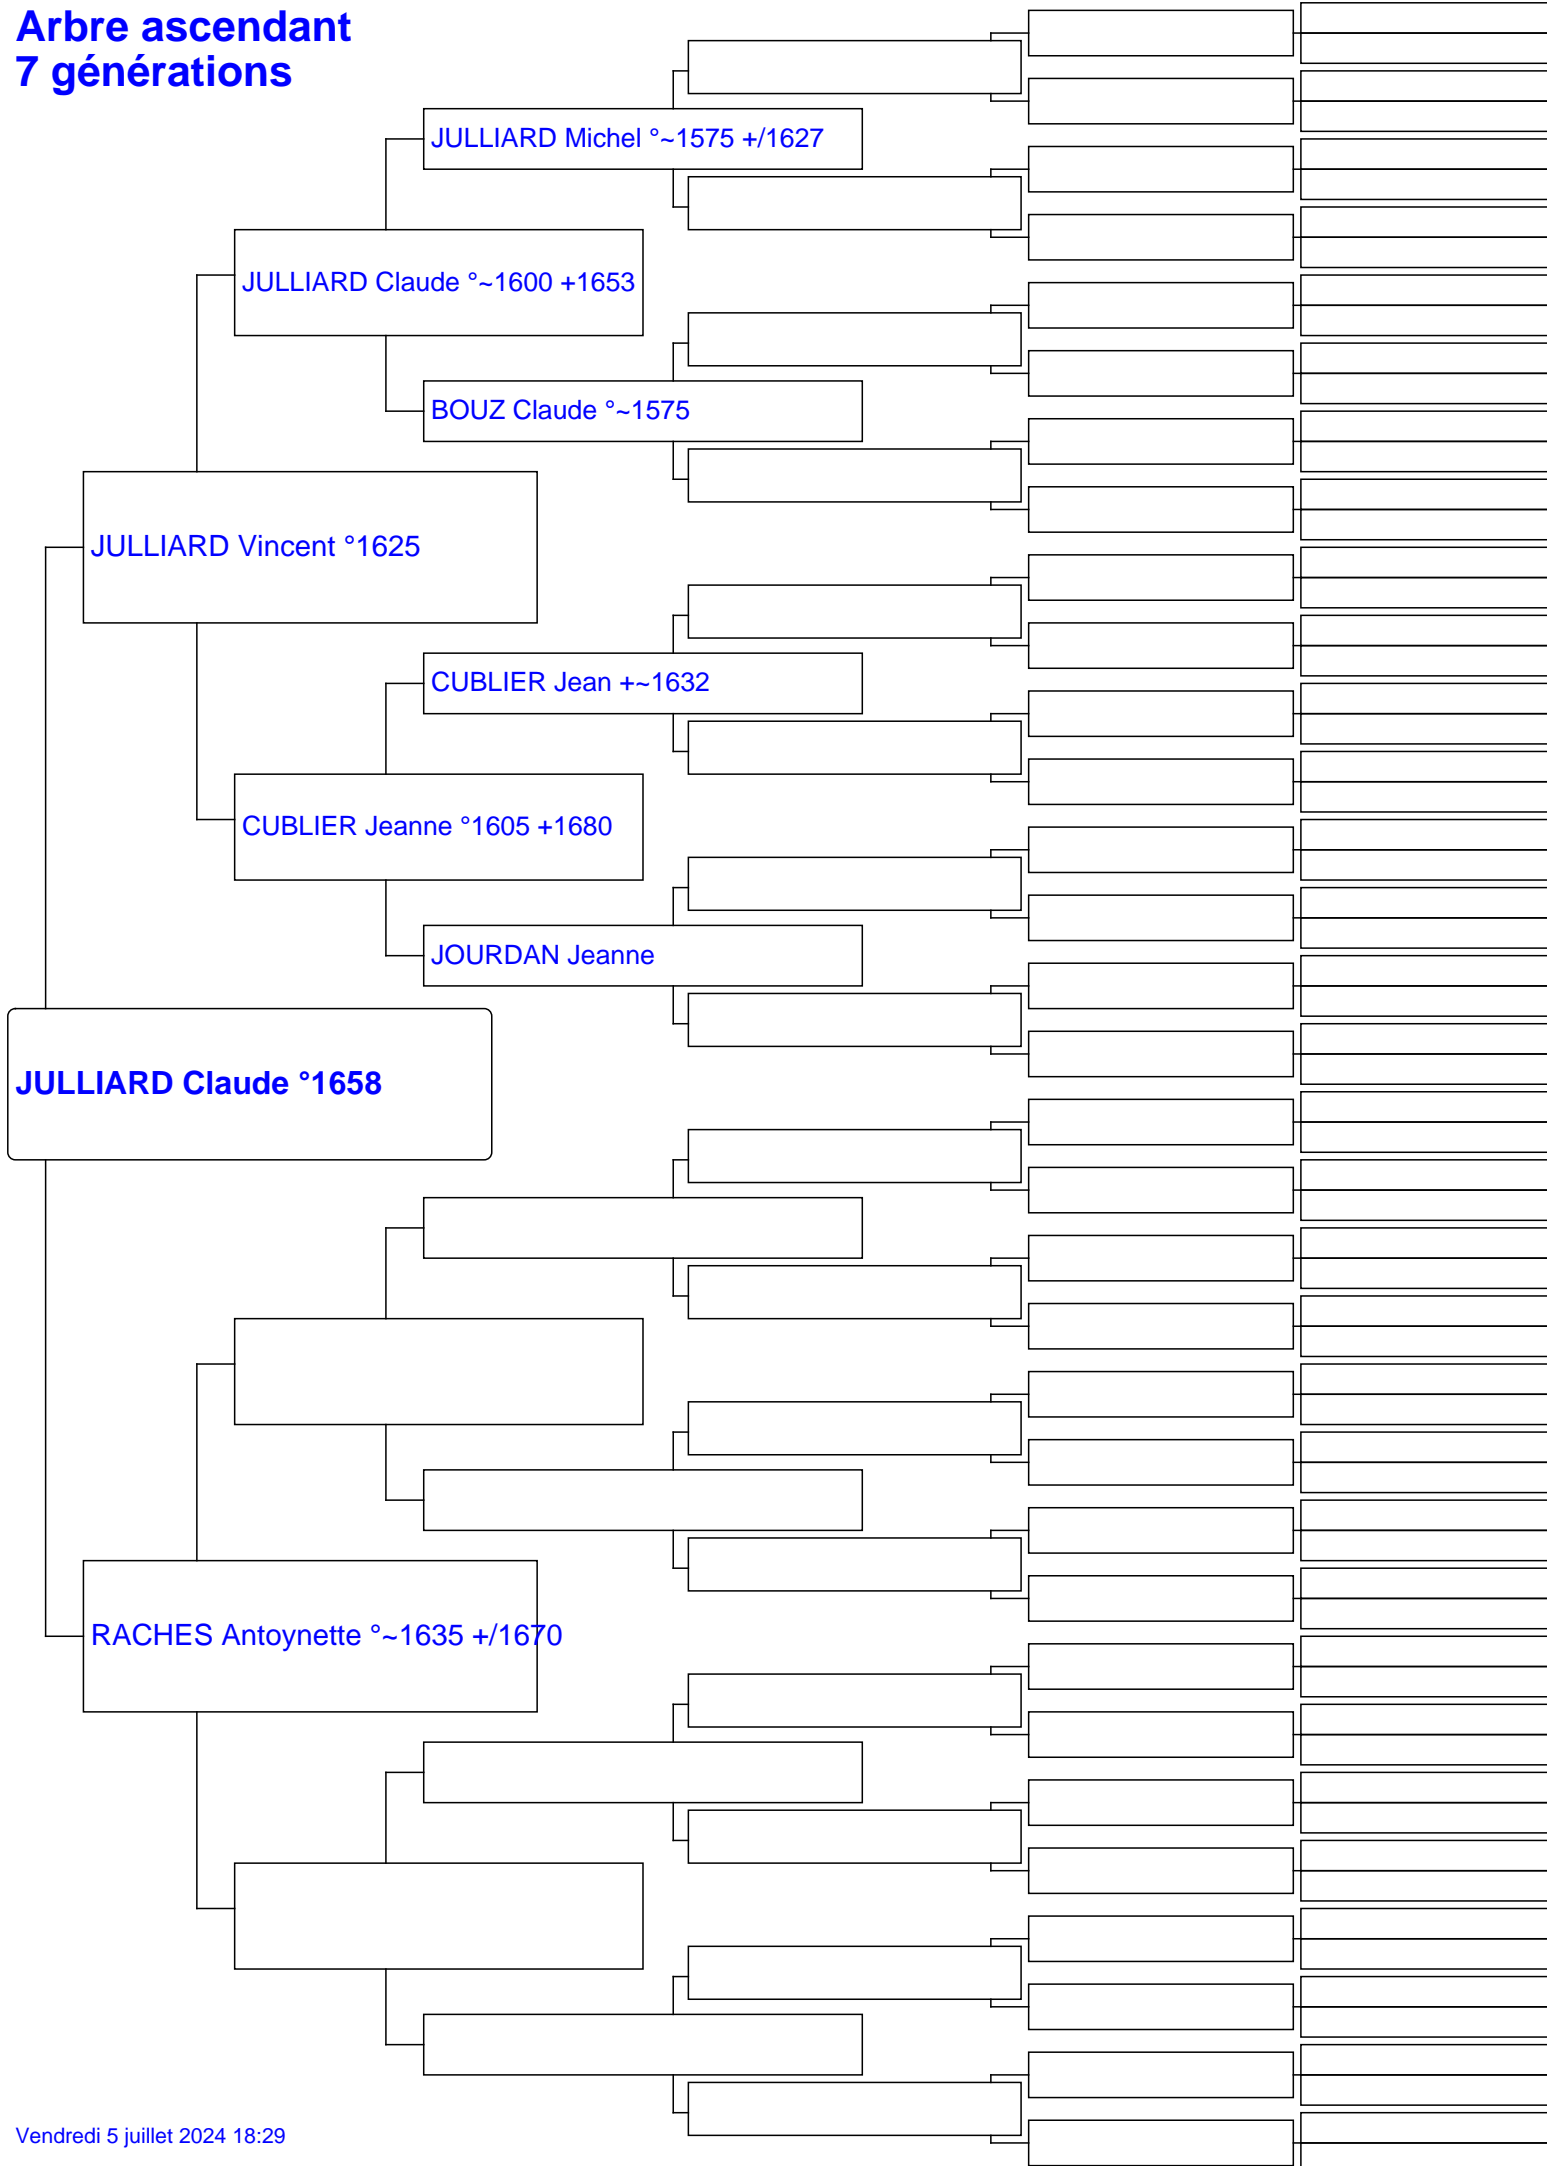 Arbre ascendant
7 générations
JULLIARD Michel °~1575 +/1627
JULLIARD Claude °~1600 +1653
BOUZ Claude °~1575
JULLIARD Vincent °1625
CUBLIER Jean +~1632
CUBLIER Jeanne °1605 +1680
JOURDAN Jeanne
JULLIARD Claude °1658
RACHES Antoynette °~1635 +/1670
Vendredi 5 juillet 2024 18:29